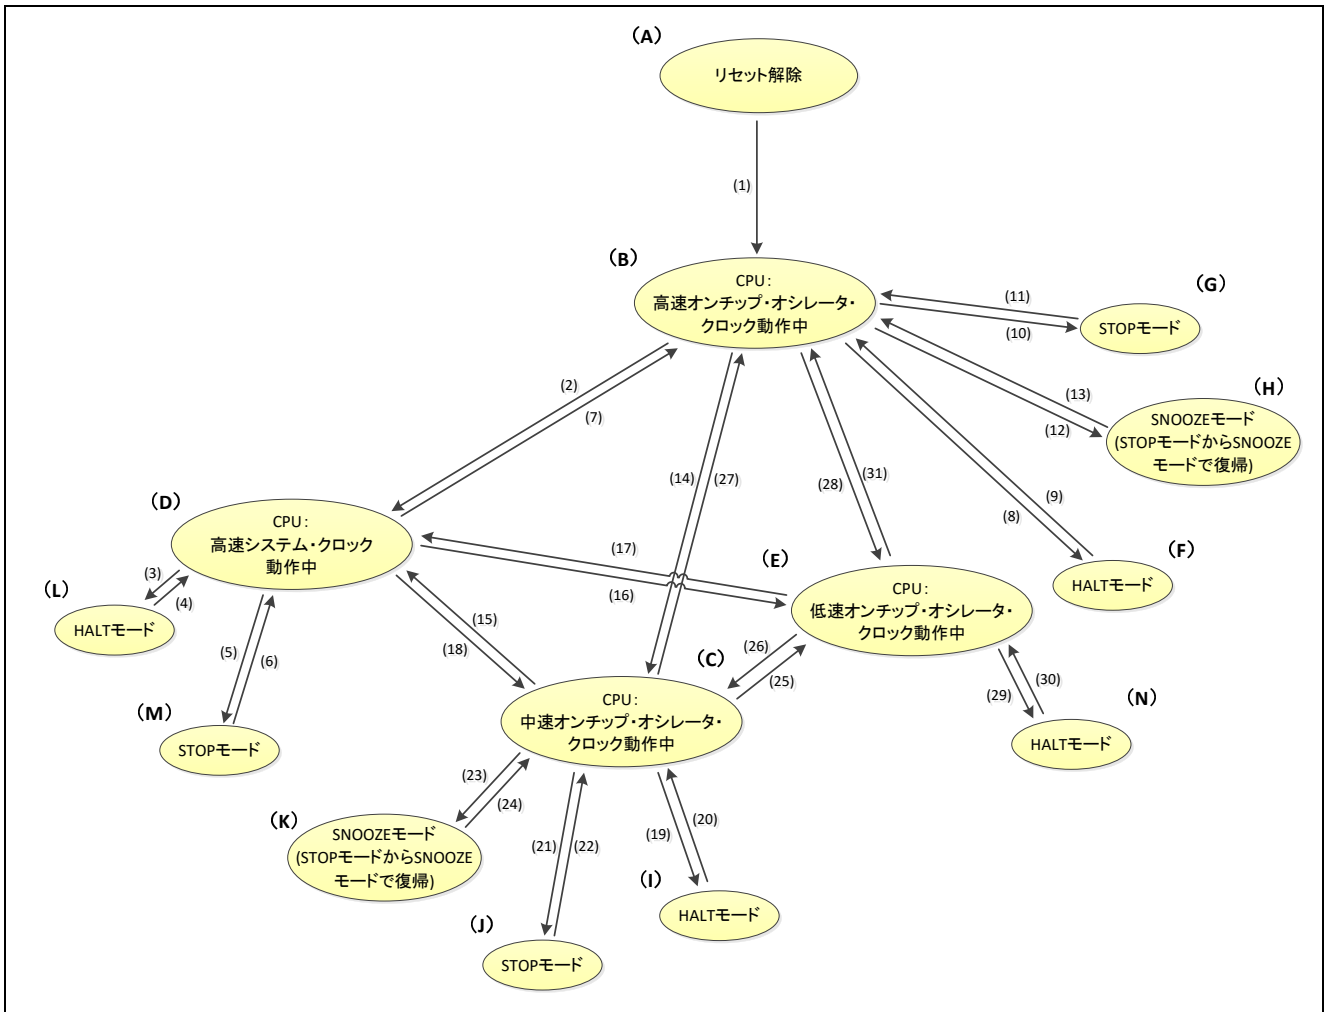 (A)
リセット解除
(1)
(B)
CPU:
高速オンチップ・オシレータ・
クロック動作中
(11)
(10)
(G)
STOPモード
(13)
(12)
(H)
SNOOZEモード
(STOPモードからSNOOZE
モードで復帰)
(2)
(7)
(14)
(27)
(28)
(31)
(9)
(8)
(F)
HALTモード
(D)
CPU:
高速システム・クロック
動作中
(17)
(16)
(E)
CPU:
低速オンチップ・オシレータ・
クロック動作中
(3)
(4)
(L)
HALTモード
(5)
(6)
(M)
STOPモード
(15)
(18)
(26)
(25)
(C)
CPU:
中速オンチップ・オシレータ・
クロック動作中
(29)
(30)
(N)
HALTモード
(23)
(24)
(K)
SNOOZEモード
(STOPモードからSNOOZE
モードで復帰)
(21)
(22)
(19)
(20)
(I)
HALTモード
(J)
STOPモード